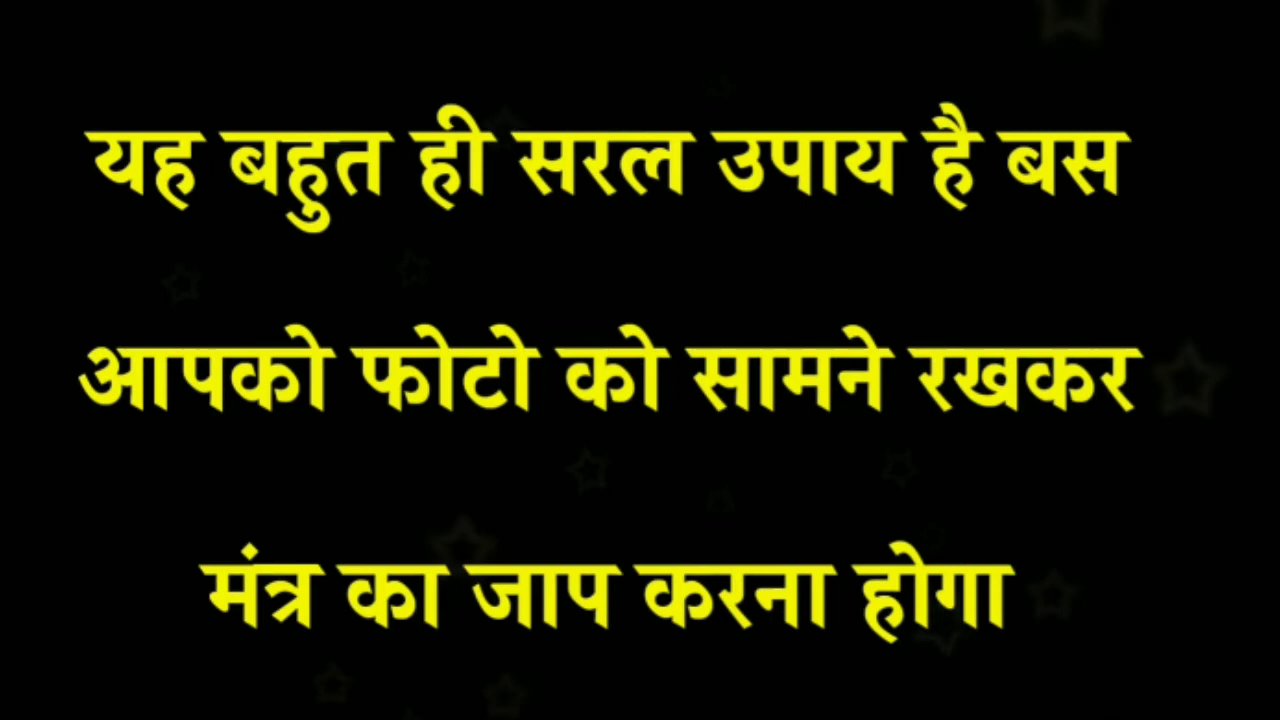 यह बहुत ही सरल उपाय है बस
आपको फोटो को सामने रखकर
मंत्र का जाप करना होगा